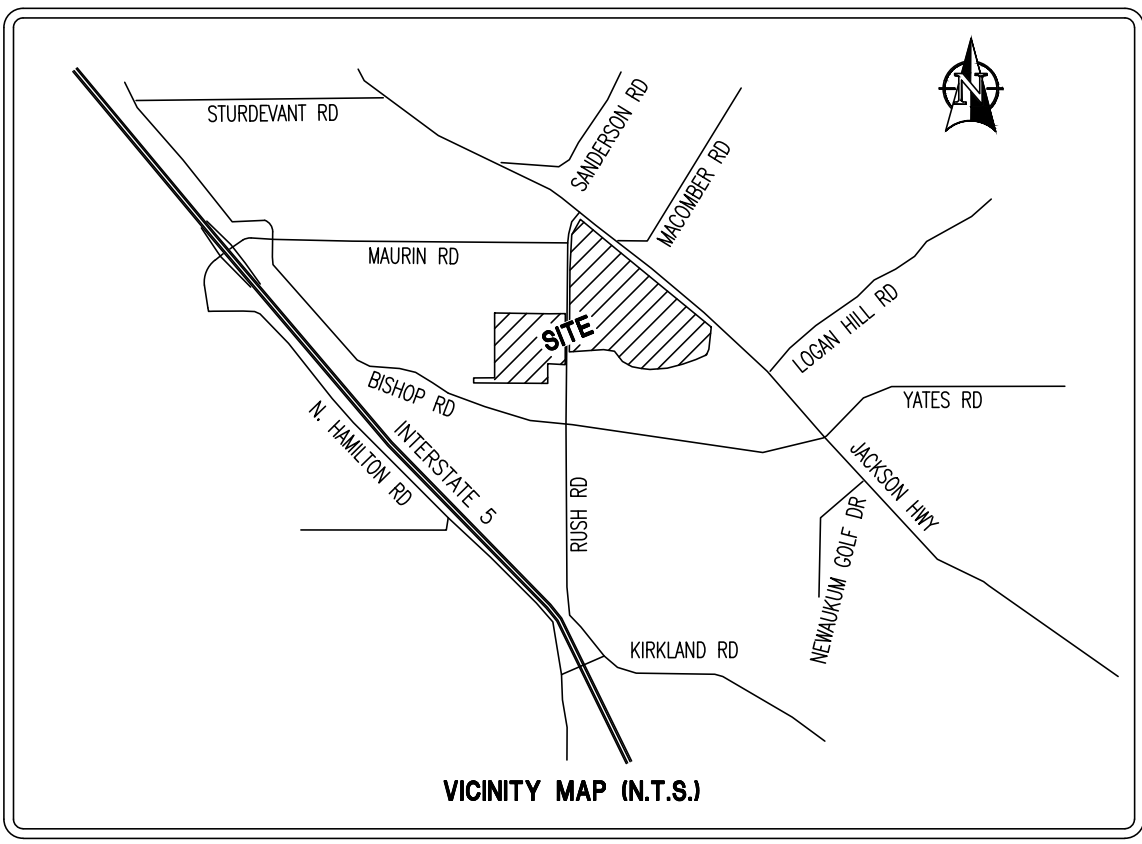 N
STURDEVANT RD
SANDERSON RD
MACOMBER RD
MAURIN RD
LOGAN HILL RD
SITE
BISHOP RD
YATES RD
N. HAMILTON RD
INTERSTATE 5
JACKSON HWY
RUSH RD
NEWAUKUM GOLF DR
KIRKLAND RD
VICINITY MAP (N.T.S.)